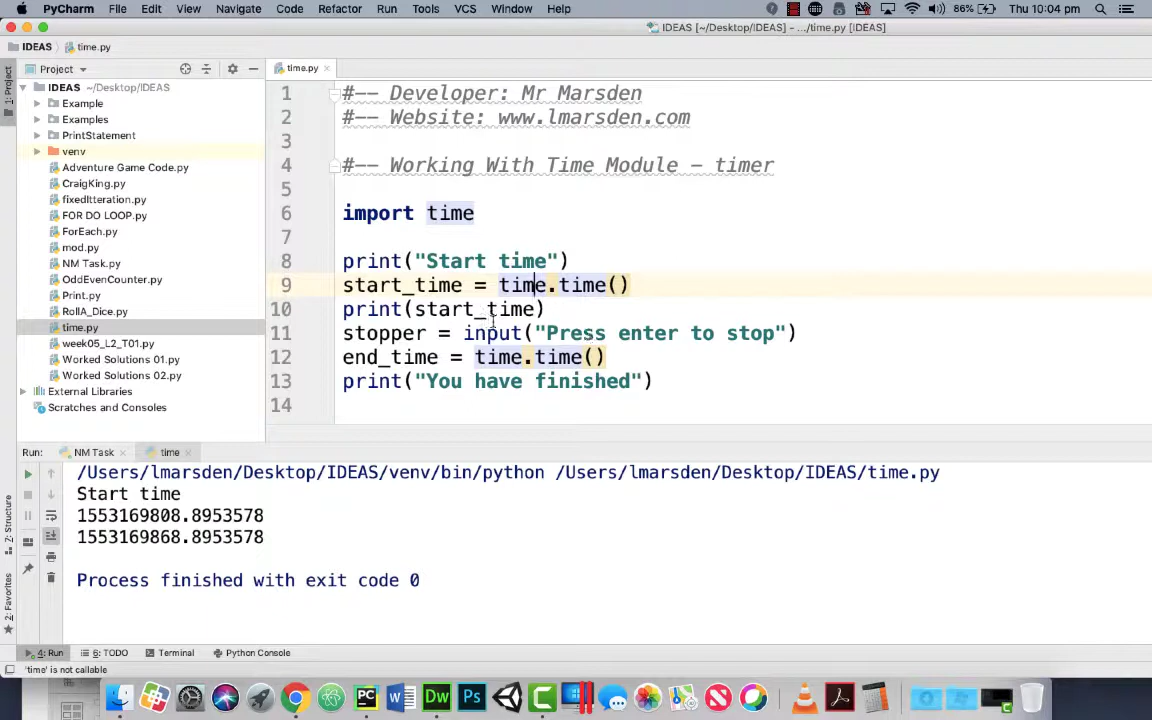 PyCharm File Edit View Navigate Code Refactor Run Tools VCS Window Help 86% Thu 10:04 pm
IDEAS [~/Desktop/IDEAS] - .../time.py [IDEAS]
IDEAS time.py
1: Project
Project
time.py
IDEAS ~/Desktop/IDEAS
Example
Examples
PrintStatement
venv
Adventure Game Code.py
CraigKing.py
fixedItteration.py
FOR DO LOOP.py
ForEach.py
mod.py
NM Task.py
OddEvenCounter.py
Print.py
RollA_Dice.py
time.py
week05_L2_T01.py
Worked Solutions 01.py
Worked Solutions 02.py
External Libraries
Scratches and Consoles
1 #-- Developer: Mr Marsden
2 #-- Website: www.lmarsden.com
3
4 #-- Working With Time Module - timer
5
6 import time
7
8 print("Start time")
9 start_time = time.time()
10 print(start_time)
11 stopper = input("Press enter to stop")
12 end_time = time.time()
13 print("You have finished")
14
Run: NM Task time
/Users/lmarsden/Desktop/IDEAS/venv/bin/python /Users/lmarsden/Desktop/IDEAS/time.py
Start time
1553169808.8953578
1553169868.8953578
Process finished with exit code 0
Z: Structure
2: Favorites
4: Run 6: TODO Terminal Python Console
'time' is not callable
PC W Dw Ps